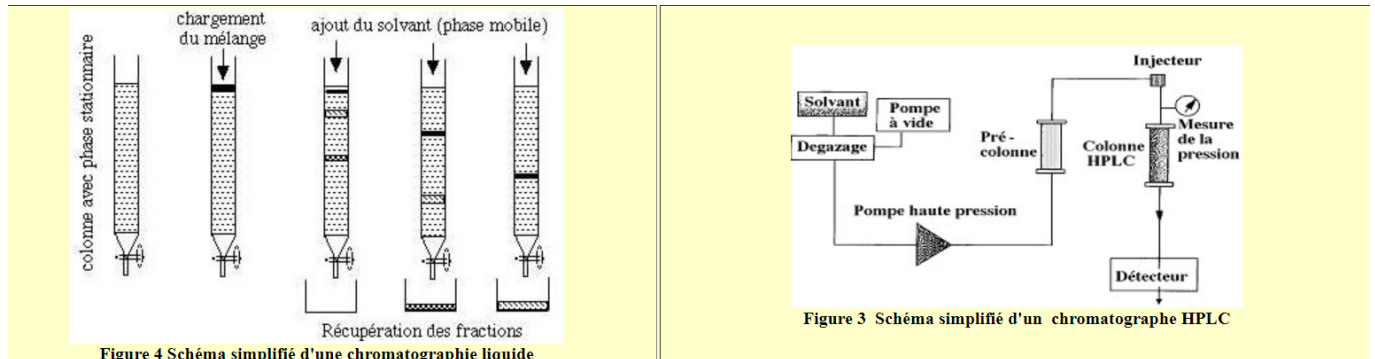 chargement
du mélange
ajout du solvant (phase mobile)
colonne avec phase stationnaire
Récupération des fractions
Figure 4 Schéma simplifié d'une chromatographie liquide
Injecteur
Solvant
Pompe
à vide
Degazage
Pré -
colonne
Colonne
HPLC
Mesure
de la
pression
Pompe haute pression
Détecteur
Figure 3 Schéma simplifié d'un chromatographe HPLC